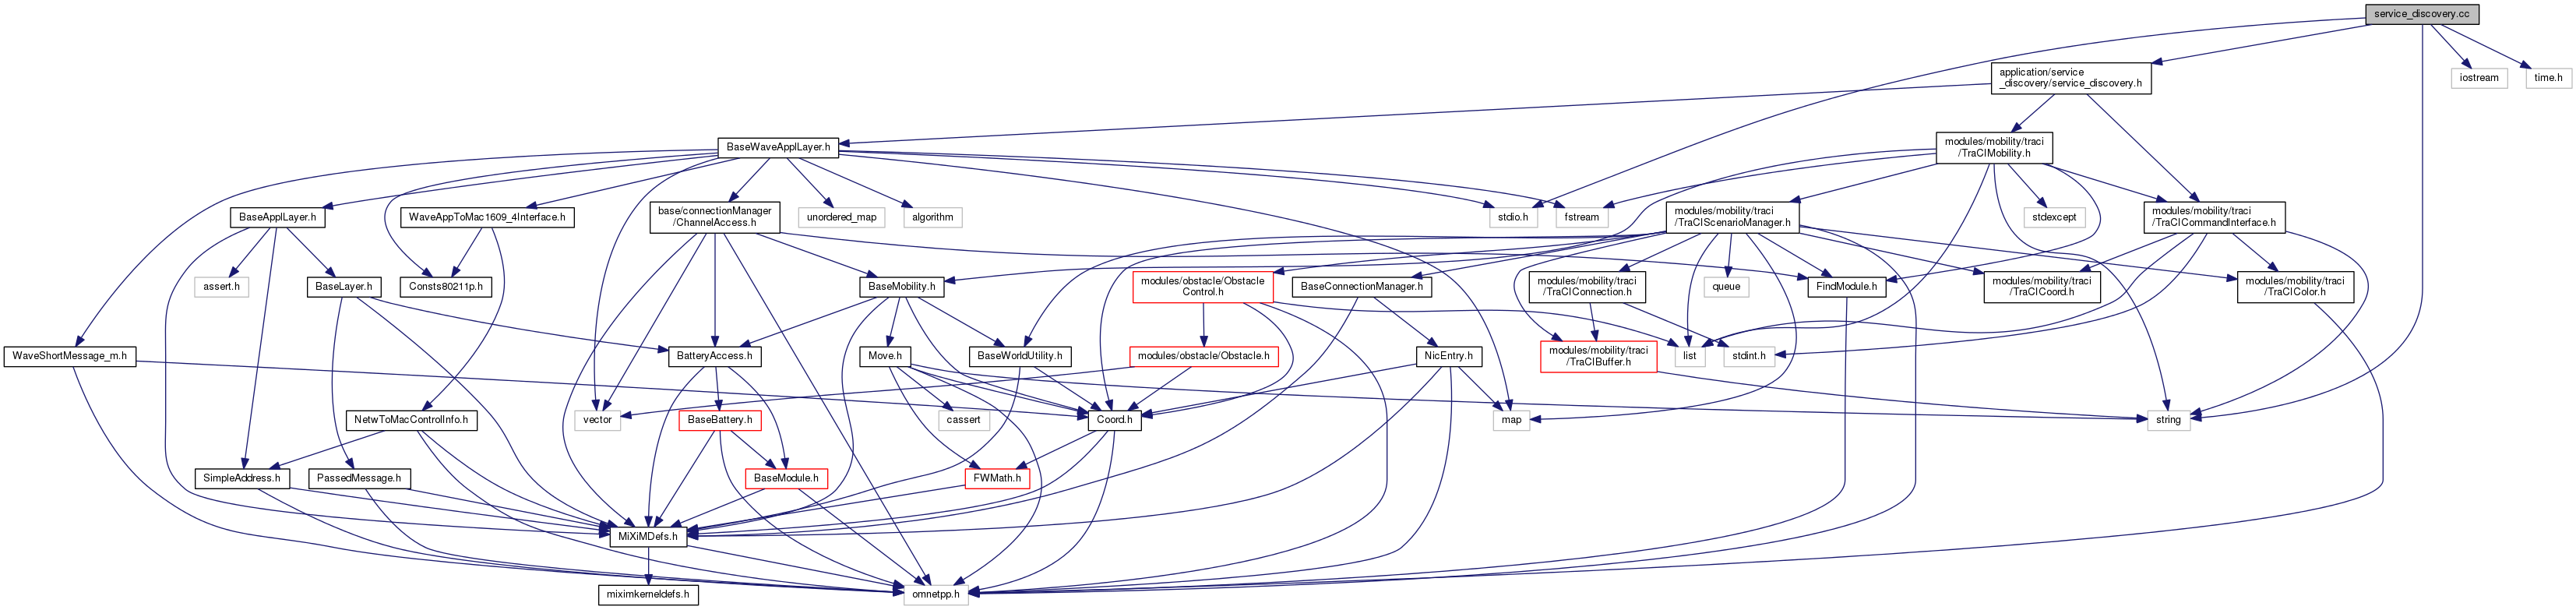 service_discovery.cc
application/service
_discovery/service_discovery.h
iostream
time.h
BaseWaveApplLayer.h
modules/mobility/traci
/TraCIMobility.h
BaseApplLayer.h
WaveAppToMac1609_4Interface.h
base/connectionManager
/ChannelAccess.h
unordered_map
algorithm
stdio.h
fstream
modules/mobility/traci
/TraCIScenarioManager.h
stdexcept
modules/mobility/traci
/TraCICommandInterface.h
assert.h
BaseLayer.h
Consts80211p.h
BaseMobility.h
modules/obstacle/Obstacle
Control.h
BaseConnectionManager.h
modules/mobility/traci
/TraCIConnection.h
queue
FindModule.h
modules/mobility/traci
/TraCICoord.h
modules/mobility/traci
/TraCIColor.h
WaveShortMessage_m.h
BatteryAccess.h
Move.h
BaseWorldUtility.h
modules/obstacle/Obstacle.h
NicEntry.h
modules/mobility/traci
/TraCIBuffer.h
list
stdint.h
NetwToMacControlInfo.h
vector
BaseBattery.h
cassert
Coord.h
map
string
SimpleAddress.h
PassedMessage.h
BaseModule.h
FWMath.h
MiXiMDefs.h
miximkerneldefs.h
omnetpp.h